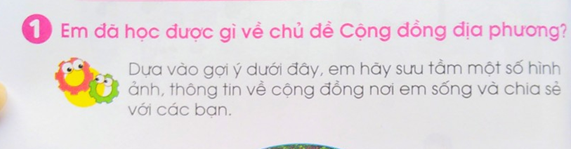 1 Em đã học được gì về chủ đề Cộng đồng địa phương?
Dựa vào gợi ý dưới đây, em hãy sưu tầm một số hình
ảnh, thông tin về cộng đồng nơi em sống và chia sẻ
với các bạn.